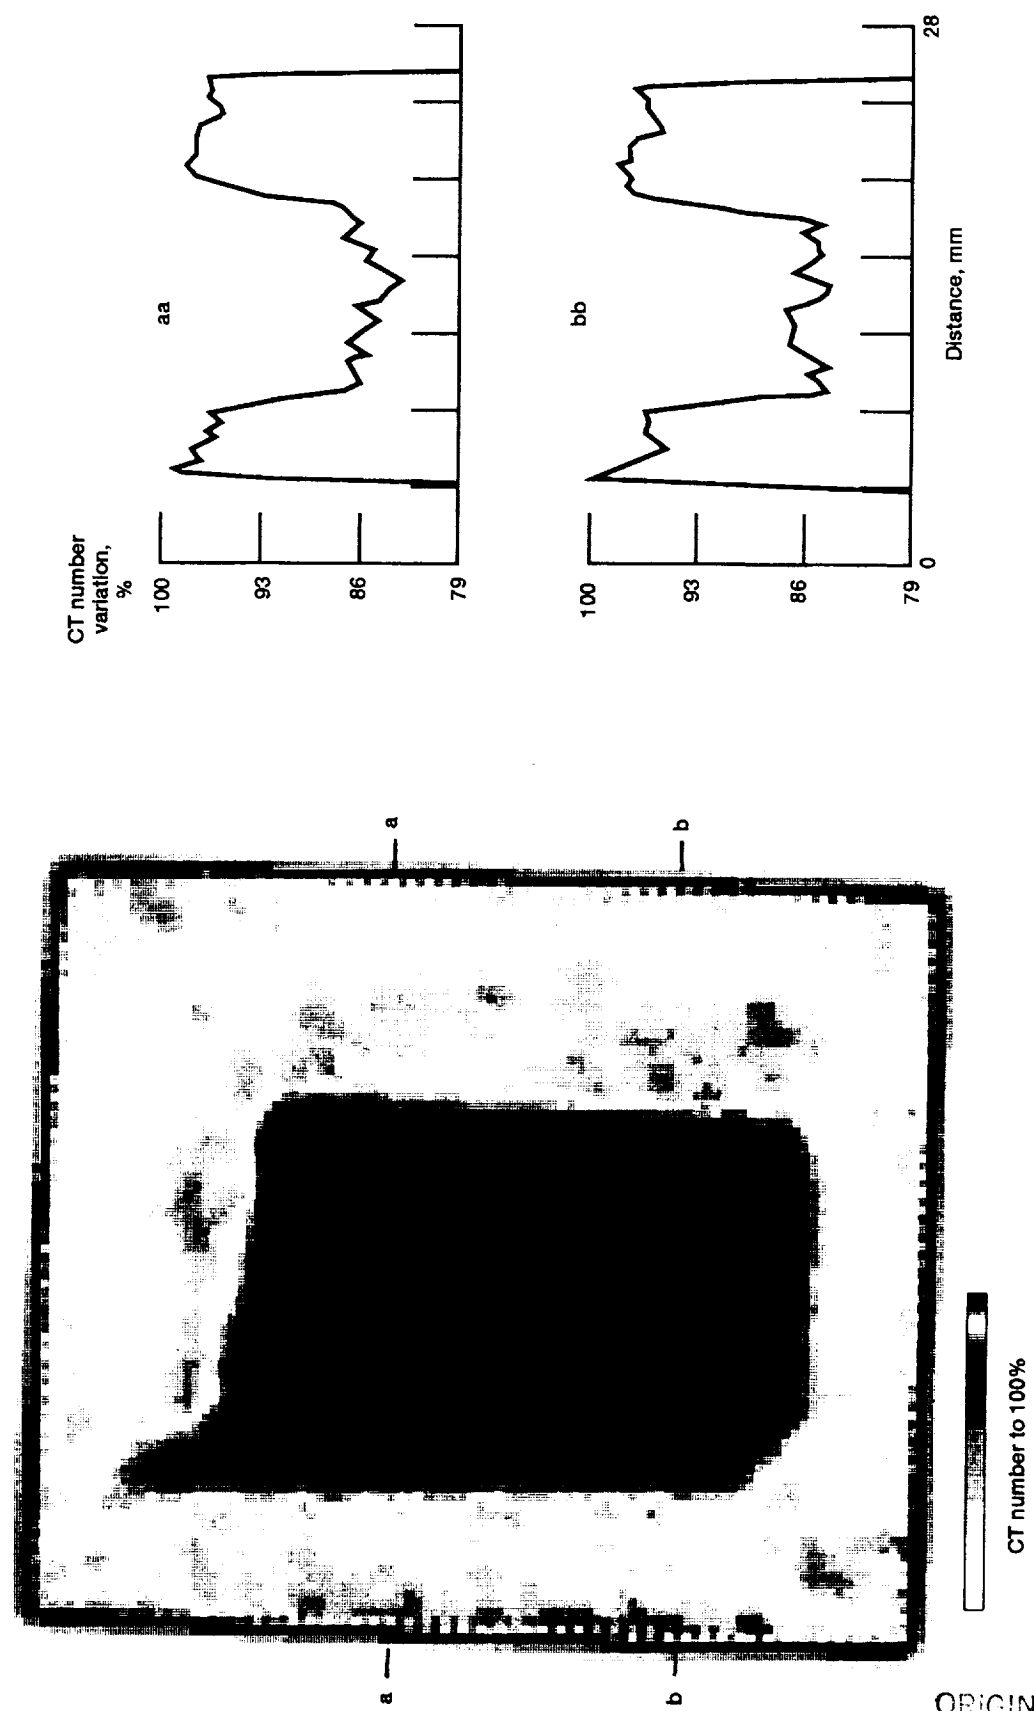 CT number
variation,
%
100
93
86
79
aa
100
93
86
79
bb
0
28
Distance, mm
a
a
b
b
CT number to 100%
ORIGIN